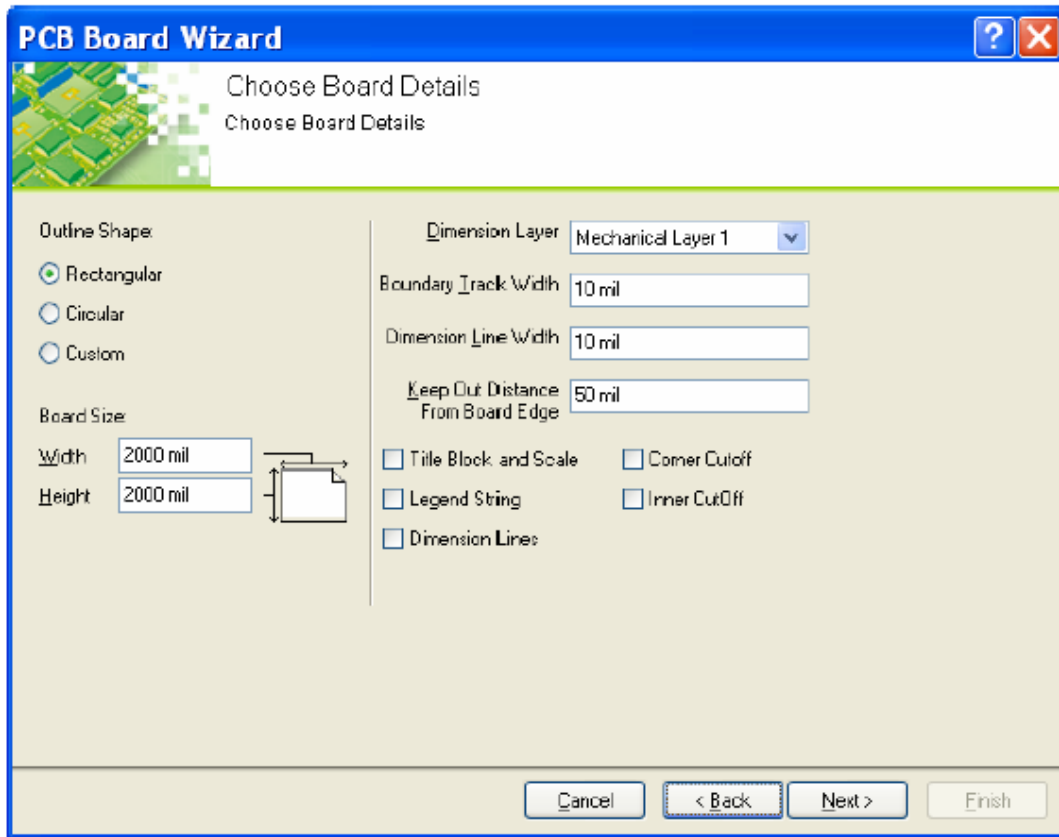 PCB Board Wizard
Choose Board Details
Choose Board Details
Outline Shape:
Rectangular
Circular
Custom
Board Size:
Width 2000 mil
Height 2000 mil
Dimension Layer Mechanical Layer 1
Boundary Track Width 10 mil
Dimension Line Width 10 mil
Keep Out Distance
From Board Edge 50 mil
Title Block and Scale Corner Cutoff
Legend String Inner CutOff
Dimension Lines
Cancel < Back Next > Finish